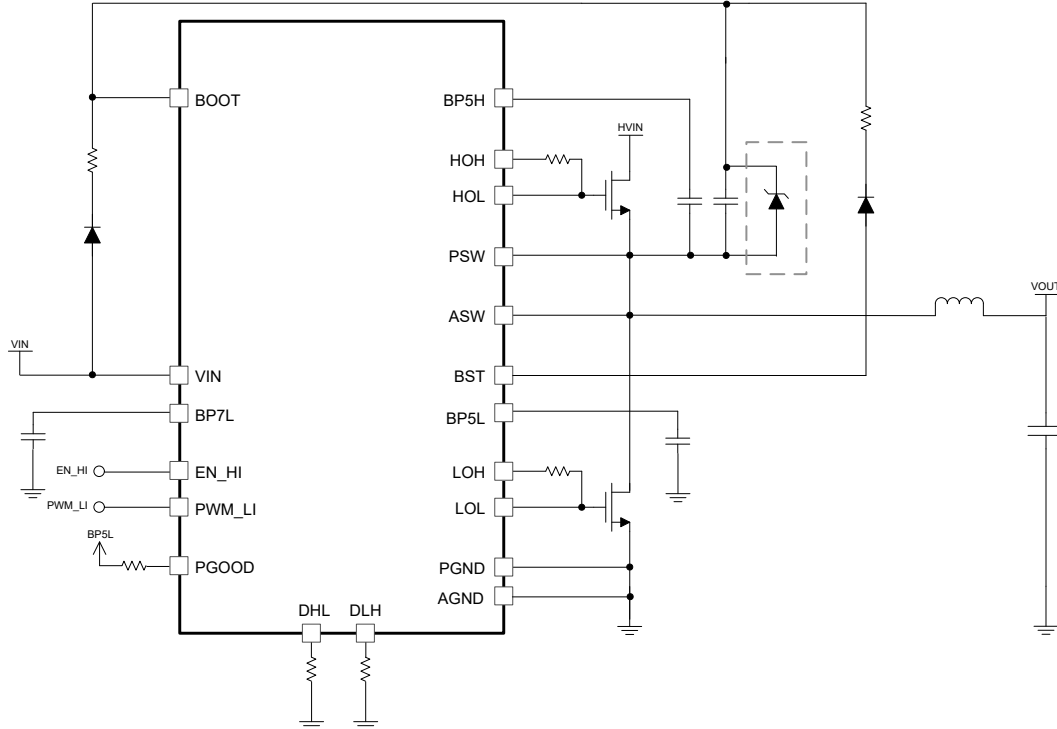 BOOT
BP5H
HVIN
HOH
HOL
PSW
VOUT
ASW
VIN
VIN
BST
BP7L
BP5L
EN_HI
EN_HI
LOH
PWM_LI
PWM_LI
LOL
BP5L
PGOOD
PGND
AGND
DHL
DLH